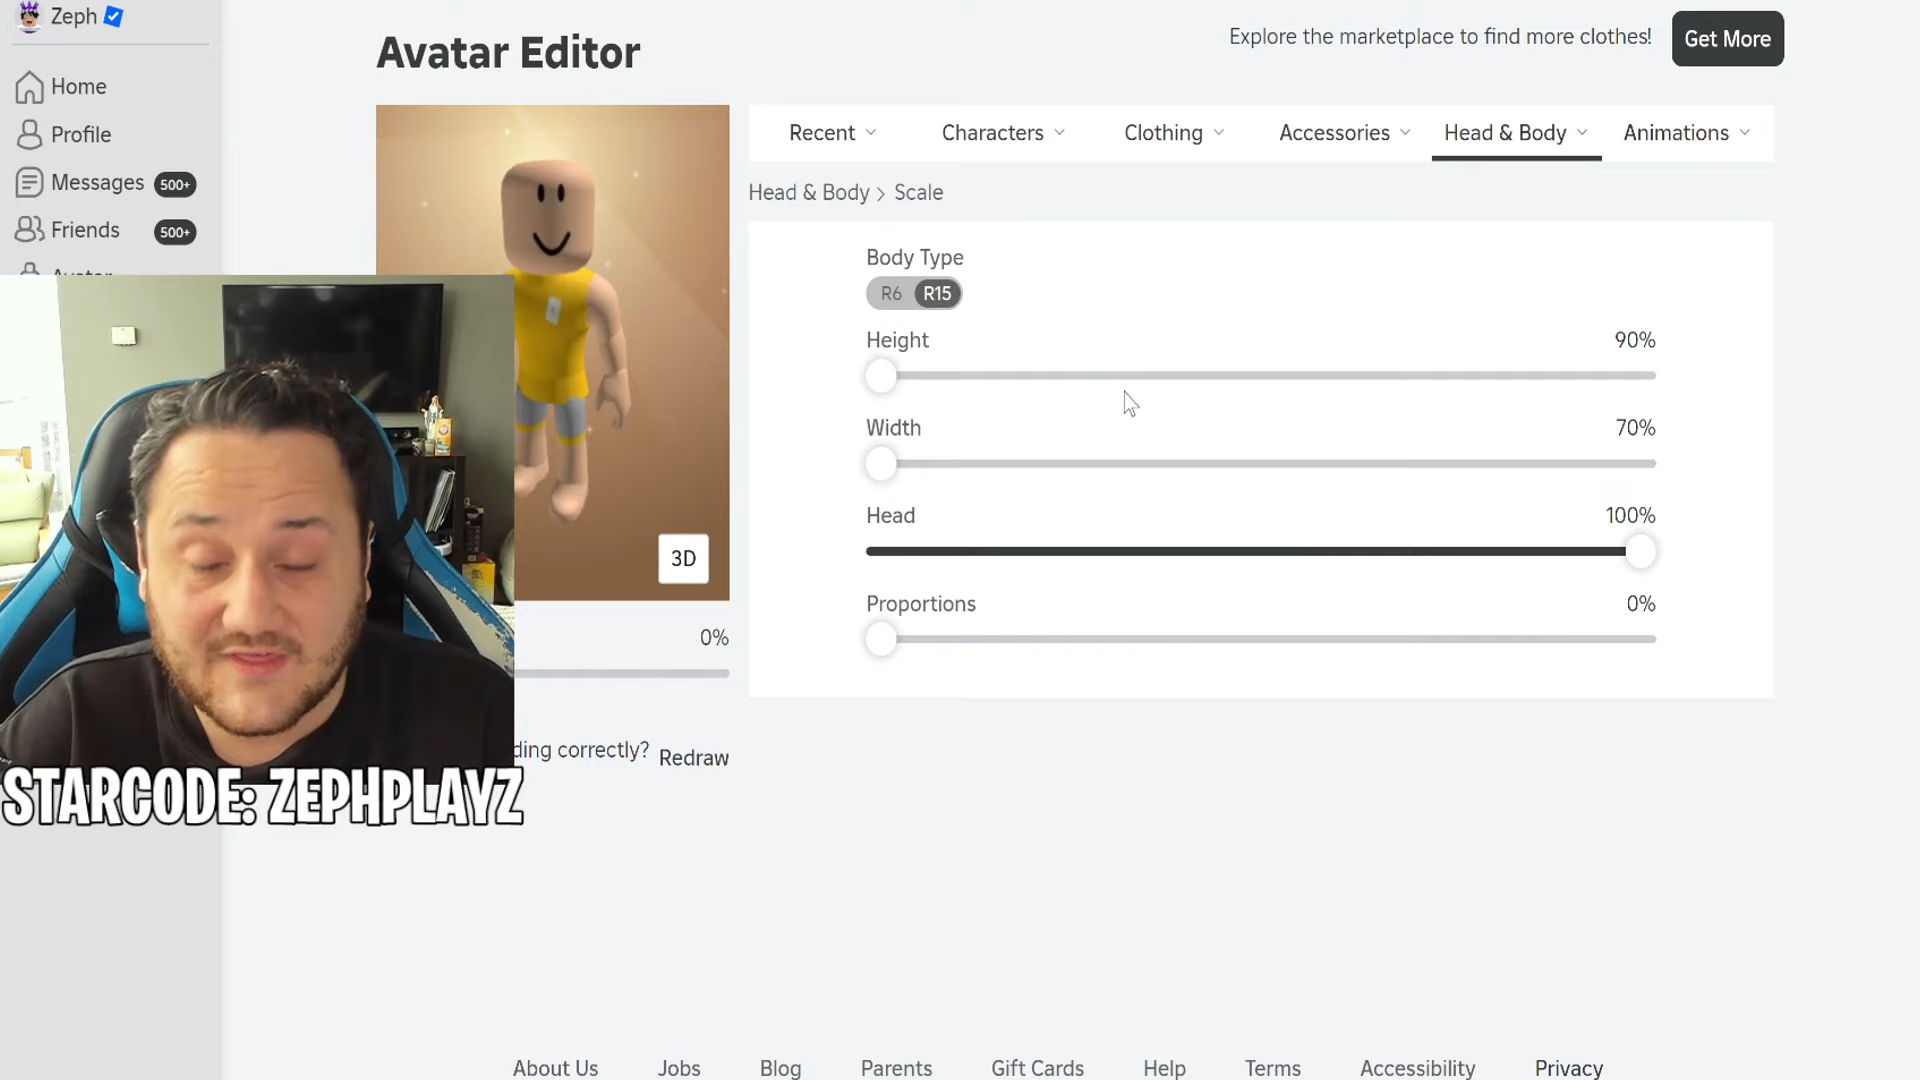 Zeph
Home
Profile
Messages 500+
Friends 500+
Avatar
Avatar Editor
Explore the marketplace to find more clothes! Get More
Recent Characters Clothing Accessories Head & Body Animations
Head & Body > Scale
Body Type
R6 R15
Height 90%
Width 70%
Head 100%
Proportions 0%
3D
0%
ding correctly? Redraw
STARCODE: ZEPHPLAYZ
About Us Jobs Blog Parents Gift Cards Help Terms Accessibility Privacy